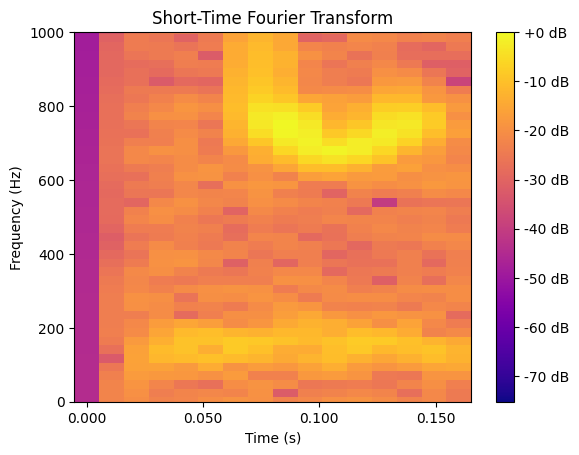 Short-Time Fourier Transform
1000
800
600
400
200
0
Frequency (Hz)
0.000
0.050
0.100
0.150
Time (s)
+0 dB
-10 dB
-20 dB
-30 dB
-40 dB
-50 dB
-60 dB
-70 dB